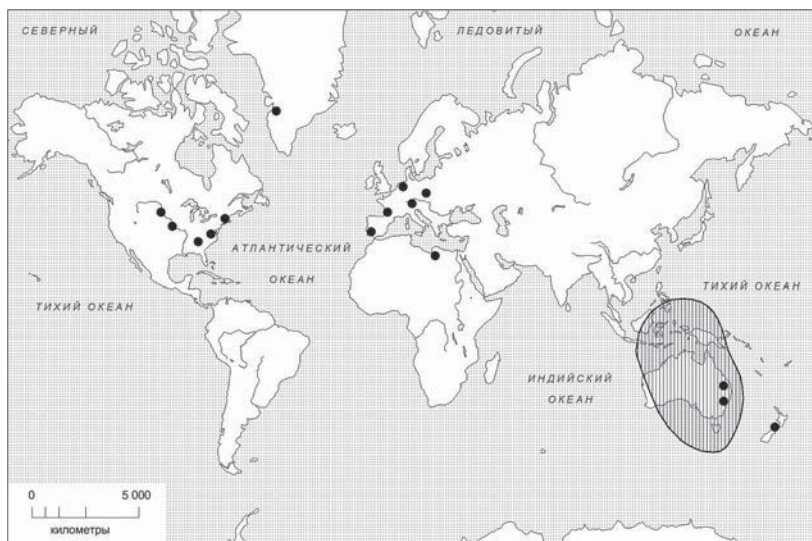 СЕВЕРНЫЙ
ЛЕДОВИТЫЙ
ОКЕАН
АТЛАНТИЧЕСКИЙ
ОКЕАН
ТИХИЙ ОКЕАН
ТИХИЙ ОКЕАН
ИНДИЙСКИЙ
ОКЕАН
0 5 000
километры